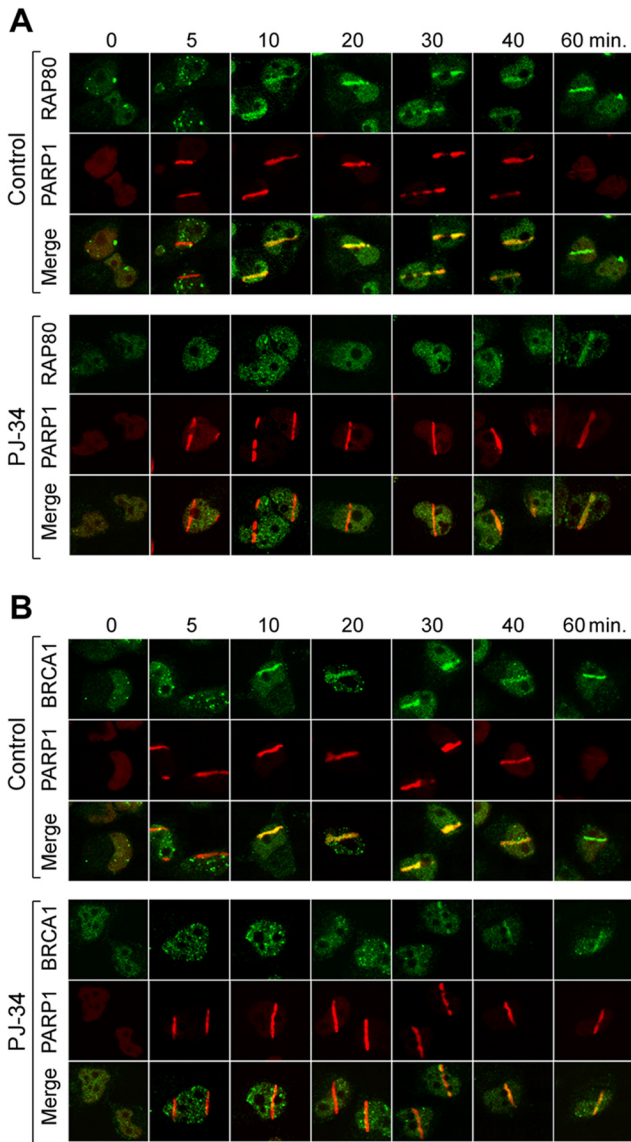 A
0 5 10 20 30 40 60 min.
Control
RAP80
PARP1
Merge
PJ-34
RAP80
PARP1
Merge
B
0 5 10 20 30 40 60 min.
Control
BRCA1
PARP1
Merge
PJ-34
BRCA1
PARP1
Merge